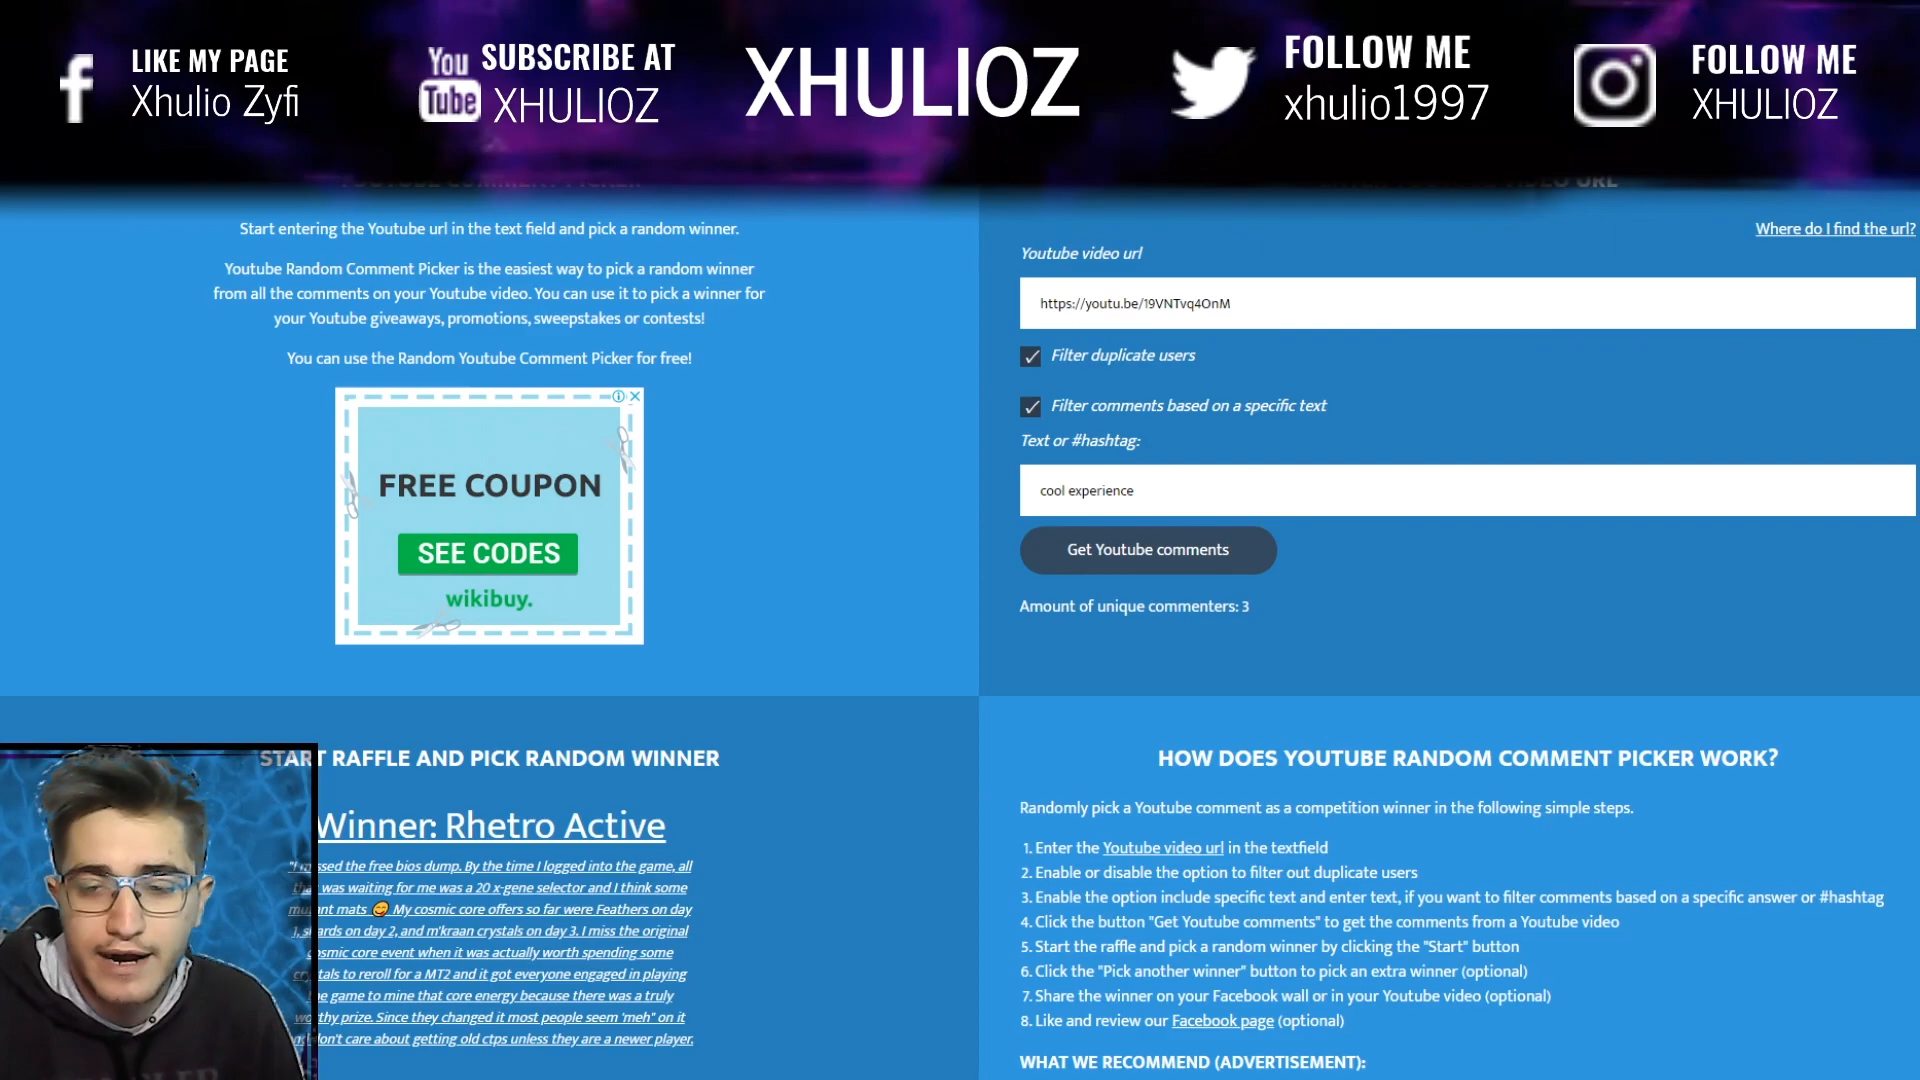 LIKE MY PAGE
Xhulio Zyfi
You
Tube
SUBSCRIBE AT
XHULIOZ
XHULIOZ
FOLLOW ME
xhulio1997
FOLLOW ME
XHULIOZ
Start entering the Youtube url in the text field and pick a random winner.
Youtube Random Comment Picker is the easiest way to pick a random winner
from all the comments on your Youtube video. You can use it to pick a winner for
your Youtube giveaways, promotions, sweepstakes or contests!
You can use the Random Youtube Comment Picker for free!
FREE COUPON
SEE CODES
wikibuy.
Where do I find the url?
Youtube video url
https://youtu.be/19VNTvq4OnM
Filter duplicate users
Filter comments based on a specific text
Text or #hashtag:
cool experience
Get Youtube comments
Amount of unique commenters: 3
START RAFFLE AND PICK RANDOM WINNER
Winner: Rhetro Active
"I missed the free bios dump. By the time I logged into the game, all
that was waiting for me was a 20 x-gene selector and I think some
mutant mats 😋 My cosmic core offers so far were Feathers on day
1, shards on day 2, and m'kraan crystals on day 3. I miss the original
cosmic core event when it was actually worth spending some
crystals to reroll for a MT2 and it got everyone engaged in playing
the game to mine that core energy because there was a truly
worthy prize. Since they changed it most people seem 'meh" on it
don't care about getting old ctps unless they are a newer player.
HOW DOES YOUTUBE RANDOM COMMENT PICKER WORK?
Randomly pick a Youtube comment as a competition winner in the following simple steps.
1. Enter the Youtube video url in the textfield
2. Enable or disable the option to filter out duplicate users
3. Enable the option include specific text and enter text, if you want to filter comments based on a specific answer or #hashtag
4. Click the button "Get Youtube comments" to get the comments from a Youtube video
5. Start the raffle and pick a random winner by clicking the "Start" button
6. Click the "Pick another winner" button to pick an extra winner (optional)
7. Share the winner on your Facebook wall or in your Youtube video (optional)
8. Like and review our Facebook page (optional)
WHAT WE RECOMMEND (ADVERTISEMENT):